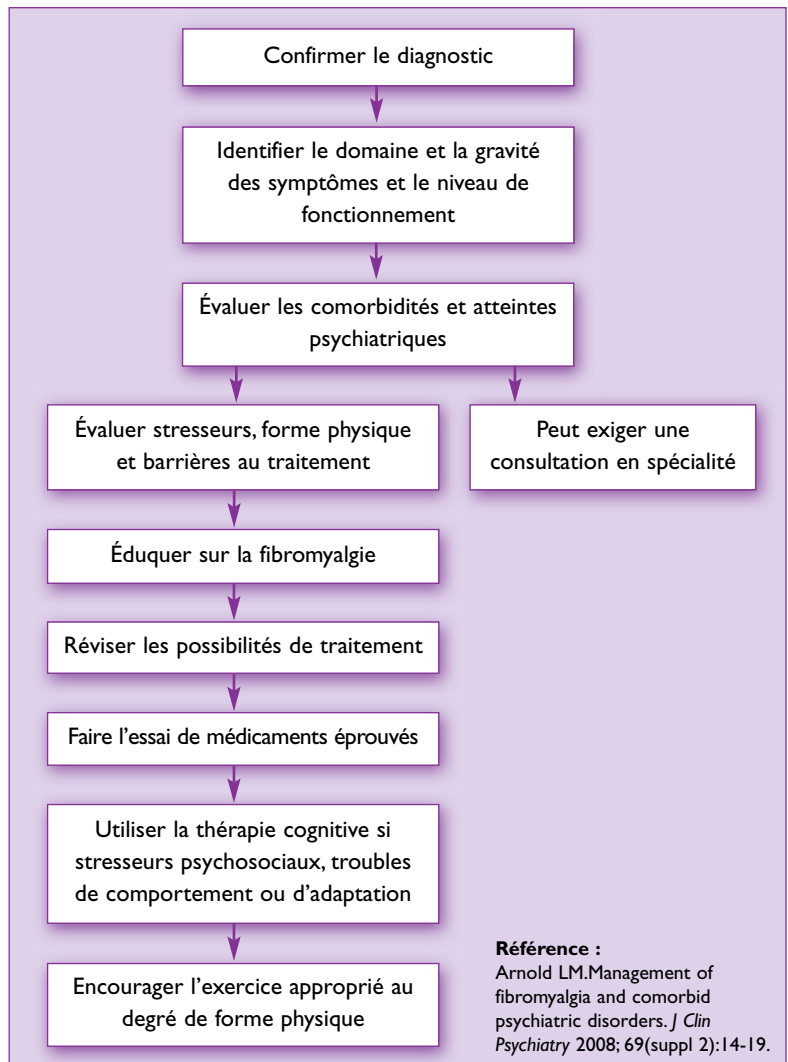 Confirmer le diagnostic
Identifier le domaine et la gravité
des symptômes et le niveau de
fonctionnement
Évaluer les comorbidités et atteintes
psychiatriques
Évaluer stresseurs, forme physique
et barrières au traitement
Peut exiger une
consultation en spécialité
Éduquer sur la fibromyalgie
Réviser les possibilités de traitement
Faire l'essai de médicaments éprouvés
Utiliser la thérapie cognitive si
stresseurs psychosociaux, troubles
de comportement ou d'adaptation
Encourager l'exercice approprié au
degré de forme physique
Référence :
Arnold LM.Management of
fibromyalgia and comorbid
psychiatric disorders. J Clin
Psychiatry 2008; 69(suppl 2):14-19.